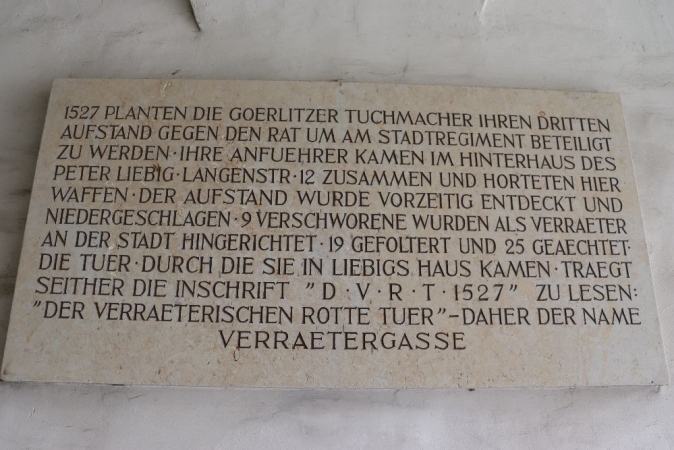 1527 PLANTEN DIE GOERLITZER TUCHMACHER IHREN DRITTEN
AUFSTAND GEGEN DEN RAT UM AM STADTREGIMENT BETEILIGT
ZU WERDEN · IHRE ANFUEHRER KAMEN IM HINTERHAUS DES
PETER LIEBIG · LANGENSTR · 12 ZUSAMMEN UND HORTETEN HIER
WAFFEN · DER AUFSTAND WURDE VORZEITIG ENTDECKT UND
NIEDERGESCHLAGEN · 9 VERSCHWORENE WURDEN ALS VERRAETER
AN DER STADT HINGERICHTET · 19 GEFOLTERT UND 25 GEAECHTET·
DIE TUER · DURCH DIE SIE IN LIEBIGS HAUS KAMEN · TRAEGT
SEITHER DIE INSCHRIFT "D · V · R · T · 1527" ZU LESEN:
"DER VERRAETERISCHEN ROTTE TUER"–DAHER DER NAME
VERRAETERGASSE